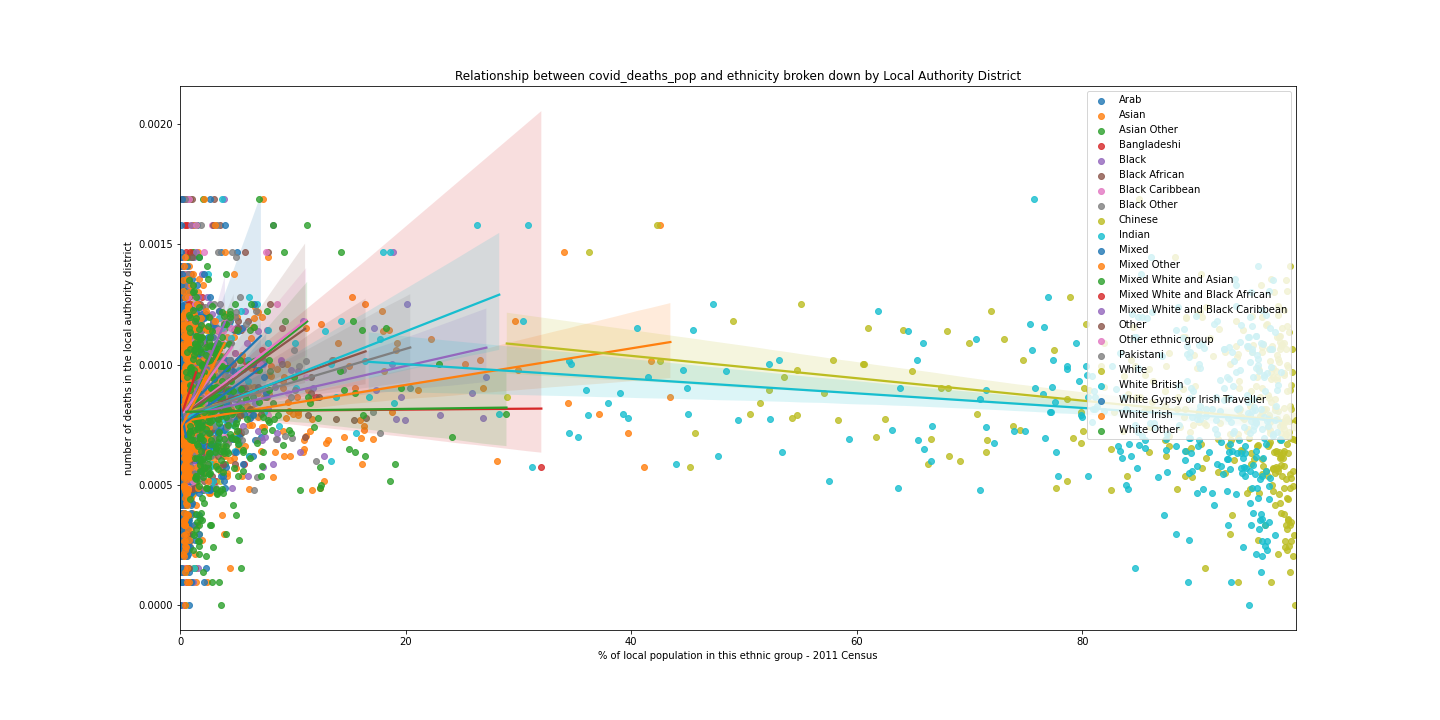 Relationship between covid_deaths_pop and ethnicity broken down by Local Authority District
number of deaths in the local authority district
0.0020
0.0015
0.0010
0.0005
0.0000
0
20
40
60
80
% of local population in this ethnic group - 2011 Census
Arab
Asian
Asian Other
Bangladeshi
Black
Black African
Black Caribbean
Black Other
Chinese
Indian
Mixed
Mixed Other
Mixed White and Asian
Mixed White and Black African
Mixed White and Black Caribbean
Other
Other ethnic group
Pakistani
White
White British
White Gypsy or Irish Traveller
White Irish
White Other